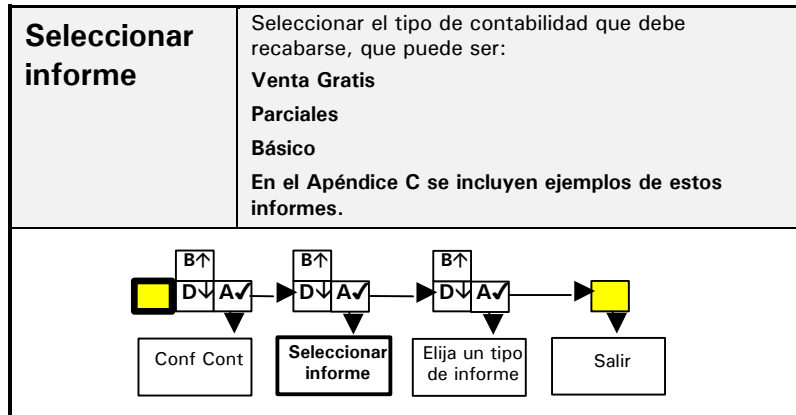 Seleccionar
informe
Seleccionar el tipo de contabilidad que debe
recabarse, que puede ser:
Venta Gratis
Parciales
Básico
En el Apéndice C se incluyen ejemplos de estos
informes.
B↑ B↑ B↑
D↓ A✓ D↓ A✓ D↓ A✓
Conf Cont
Seleccionar
informe
Elija un tipo
de informe
Salir